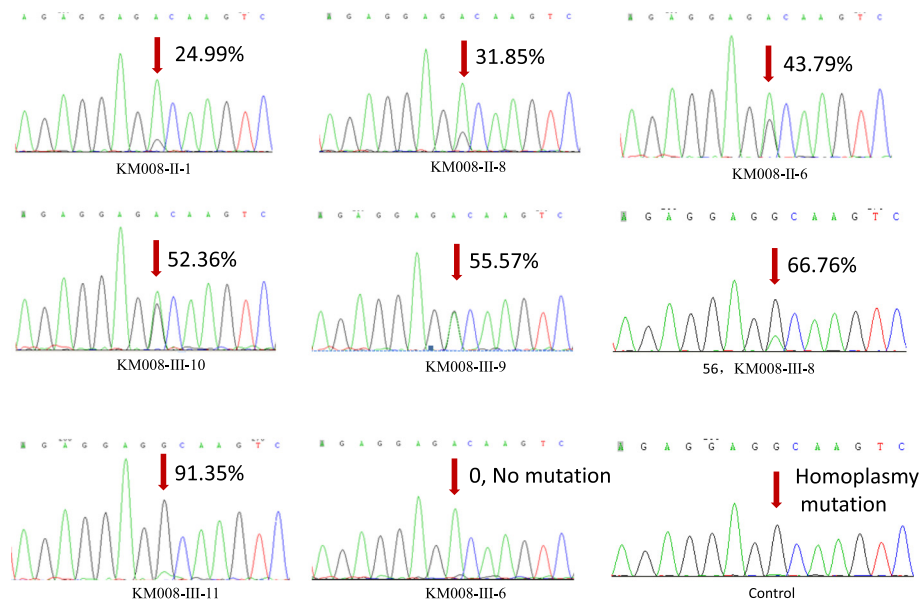 A G A G G A G A C A A G T C
A G A G G A G A C A A G T C
A G A G G A G A C A A G T C
24.99%
31.85%
43.79%
KM008-II-1
KM008-II-8
KM008-II-6
A G A G G A G A C A A G T C
A G A G G A G A C A A G T C
A G A G G A G G C A A G T C
52.36%
55.57%
66.76%
KM008-III-10
KM008-III-9
56, KM008-III-8
A G A G G A G G C A A G T C
A G A G G A G A C A A G T C
A G A G G A G G C A A G T C
91.35%
0, No mutation
Homoplasmy
mutation
KM008-III-11
KM008-III-6
Control